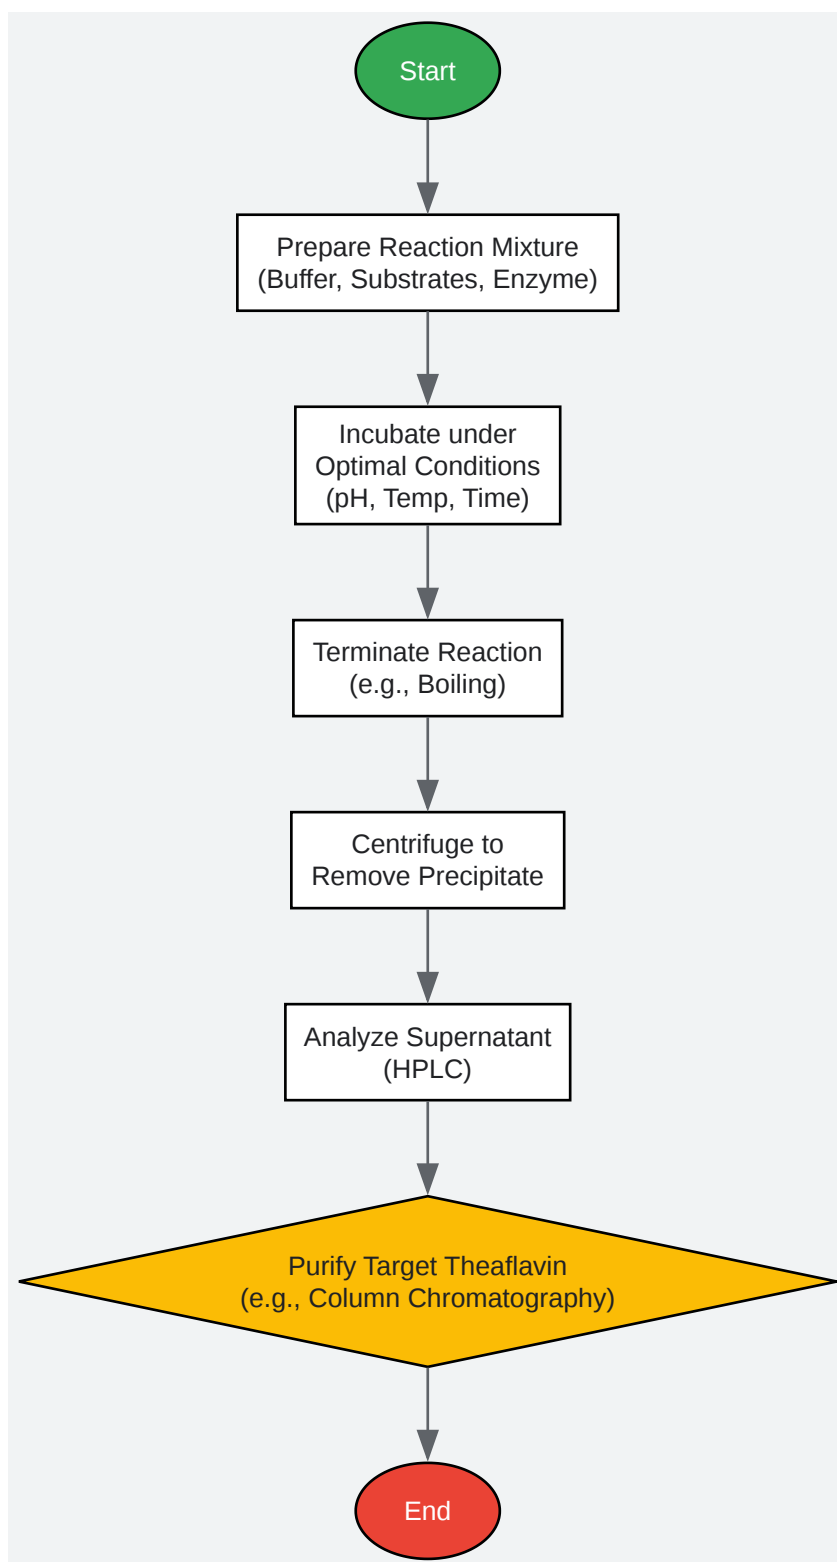 Start
Prepare Reaction Mixture
(Buffer, Substrates, Enzyme)
Incubate under
Optimal Conditions
(pH, Temp, Time)
Terminate Reaction
(e.g., Boiling)
Centrifuge to
Remove Precipitate
Analyze Supernatant
(HPLC)
Purify Target Theaflavin
(e.g., Column Chromatography)
End